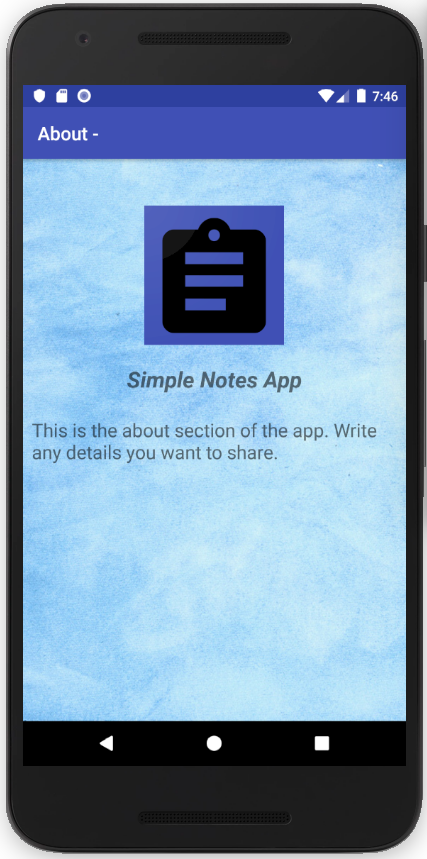 7:46
About -
Simple Notes App
This is the about section of the app. Write
any details you want to share.